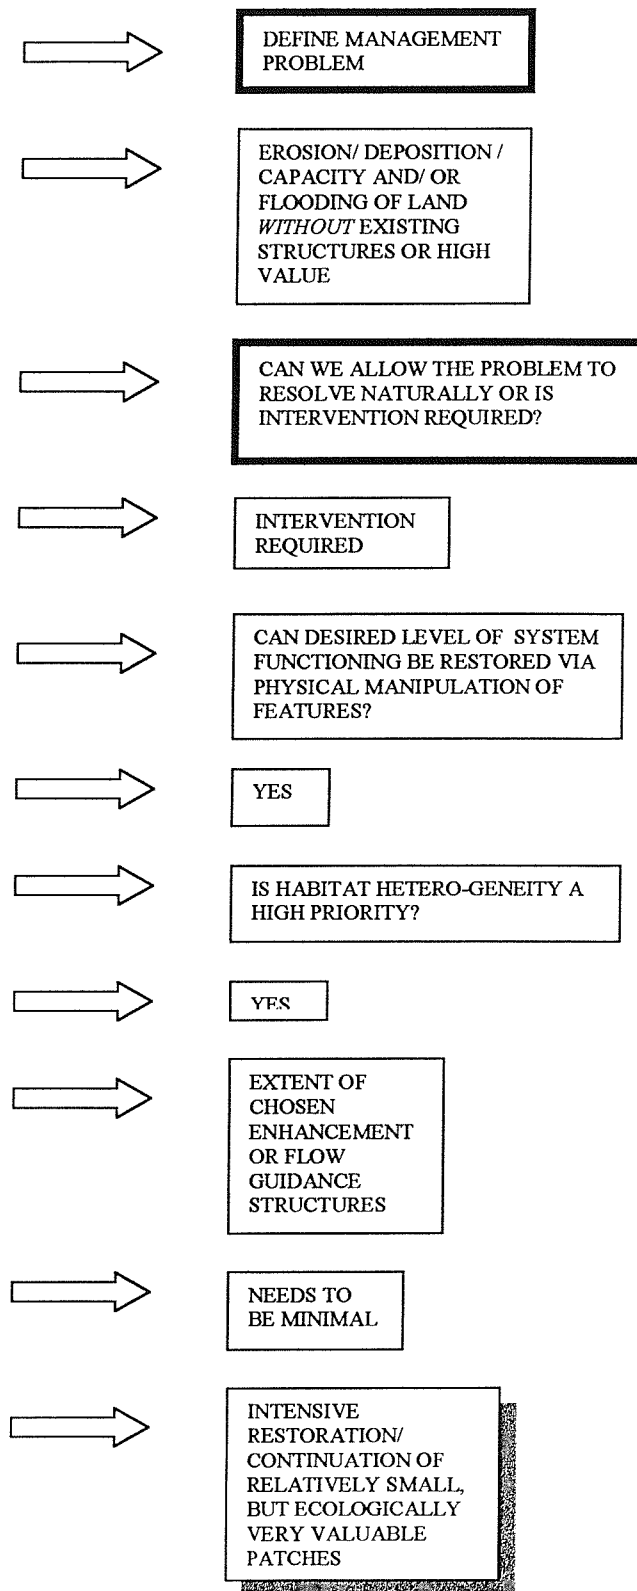 DEFINE MANAGEMENT
PROBLEM
EROSION/ DEPOSITION /
CAPACITY AND/ OR
FLOODING OF LAND
WITHOUT EXISTING
STRUCTURES OR HIGH
VALUE
CAN WE ALLOW THE PROBLEM TO
RESOLVE NATURALLY OR IS
INTERVENTION REQUIRED?
INTERVENTION
REQUIRED
CAN DESIRED LEVEL OF SYSTEM
FUNCTIONING BE RESTORED VIA
PHYSICAL MANIPULATION OF
FEATURES?
YES
IS HABITAT HETERO-GENEITY A
HIGH PRIORITY?
YES
EXTENT OF
CHOSEN
ENHANCEMENT
OR FLOW
GUIDANCE
STRUCTURES
NEEDS TO
BE MINIMAL
INTENSIVE
RESTORATION/
CONTINUATION OF
RELATIVELY SMALL,
BUT ECOLOGICALLY
VERY VALUABLE
PATCHES